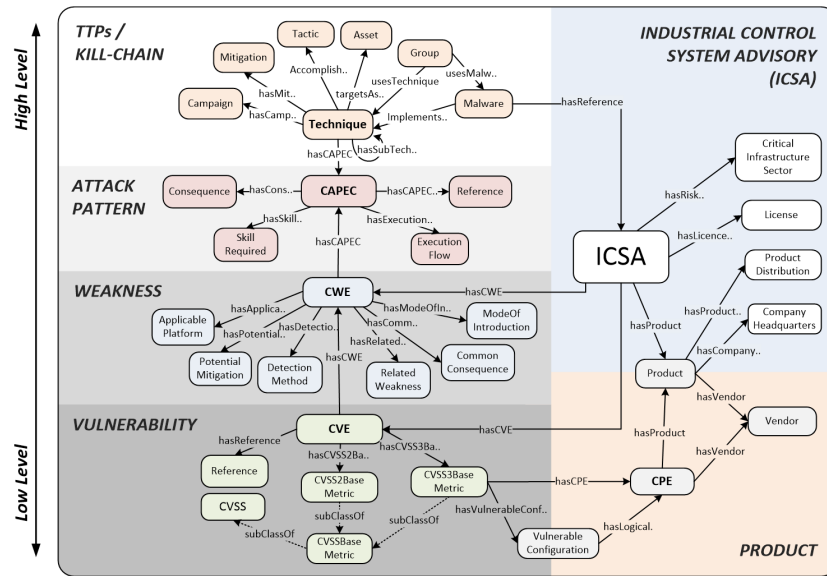 TTPs /
KILL-CHAIN
Tactic
Asset
Group
Mitigation
Accomplish..
usesTechnique
usesMalw..
hasMit..
targetsAs..
Campaign
hasCamp..
Technique
Implements..
Malware
hasReference
hasSubTech..
hasCAPEC
INDUSTRIAL CONTROL
SYSTEM ADVISORY
(ICSA)
Critical
Infrastructure
Sector
hasRisk..
License
hasLicence..
ICSA
Product
Distribution
hasProduct..
Company
Headquarters
hasProduct
hasCompany..
Product
High Level
Low Level
ATTACK
PATTERN
Consequence
hasCons..
CAPEC
hasCAPEC..
Reference
hasSkill..
hasExecution..
Skill
Required
Execution
Flow
hasCAPEC
WEAKNESS
CWE
hasCWE
hasApplica..
hasModeOfIn..
Applicable
Platform
hasPotential..
hasDetectio..
hasComm..
ModeOf
Introduction
hasRelated..
hasCWE
Potential
Mitigation
Detection
Method
Related
Weakness
Common
Consequence
VULNERABILITY
CVE
hasCVE
hasReference
hasCVSS2Ba..
hasCVSS3Ba..
Reference
CVSS2Base
Metric
CVSS3Base
Metric
hasCPE
CVSS
subClassOf
subClassOf
hasVulnerableConf..
subClassOf
CVSSBase
Metric
Vulnerable
Configuration
hasLogical.
CPE
hasProduct
hasVendor
hasVendor
Vendor
PRODUCT